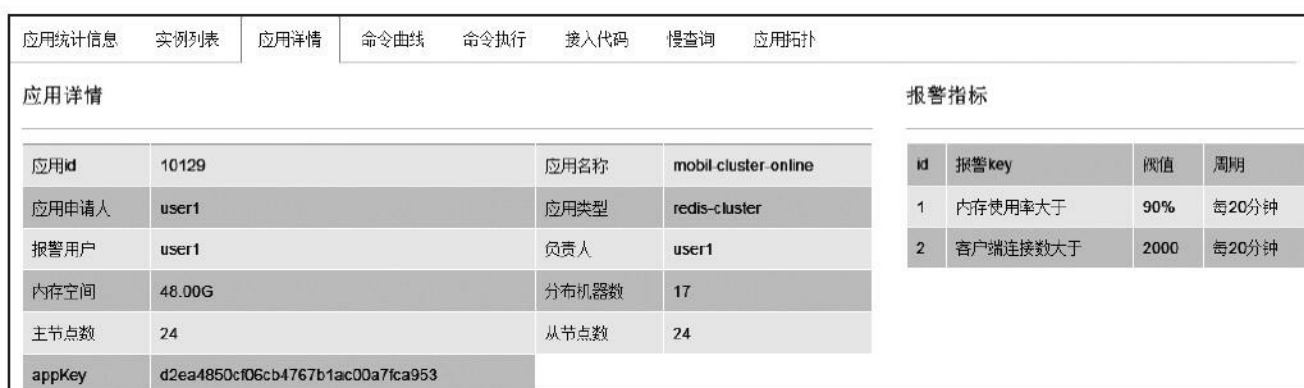 应用统计信息 实例列表 应用详情 命令曲线 命令执行 接入代码 慢查询 应用拓扑
应用详情
应用id 10129 应用名称 mobil-cluster-online
应用申请人 user1 应用类型 redis-cluster
报警用户 user1 负责人 user1
内存空间 48.00G 分布机器数 17
主节点数 24 从节点数 24
appKey d2ea4850cf06cb4767b1ac00a7fca953
报警指标
id 报警key 阀值 周期
1 内存使用率大于 90% 每20分钟
2 客户端连接数大于 2000 每20分钟